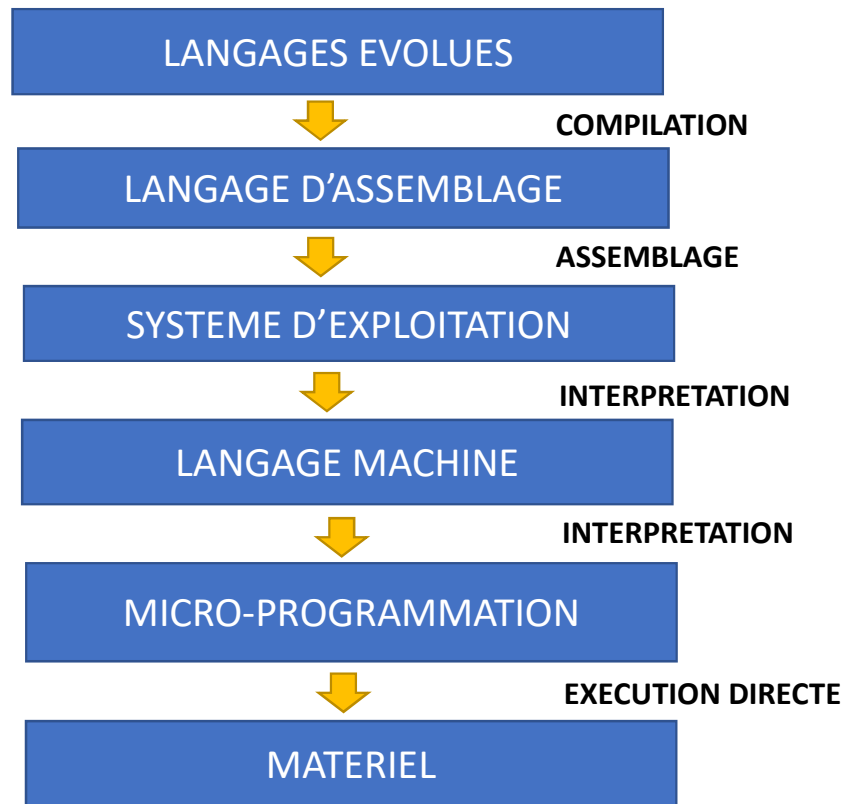 LANGAGES EVOLUES
COMPILATION
LANGAGE D’ASSEMBLAGE
ASSEMBLAGE
SYSTEME D’EXPLOITATION
INTERPRETATION
LANGAGE MACHINE
INTERPRETATION
MICRO-PROGRAMMATION
EXECUTION DIRECTE
MATERIEL